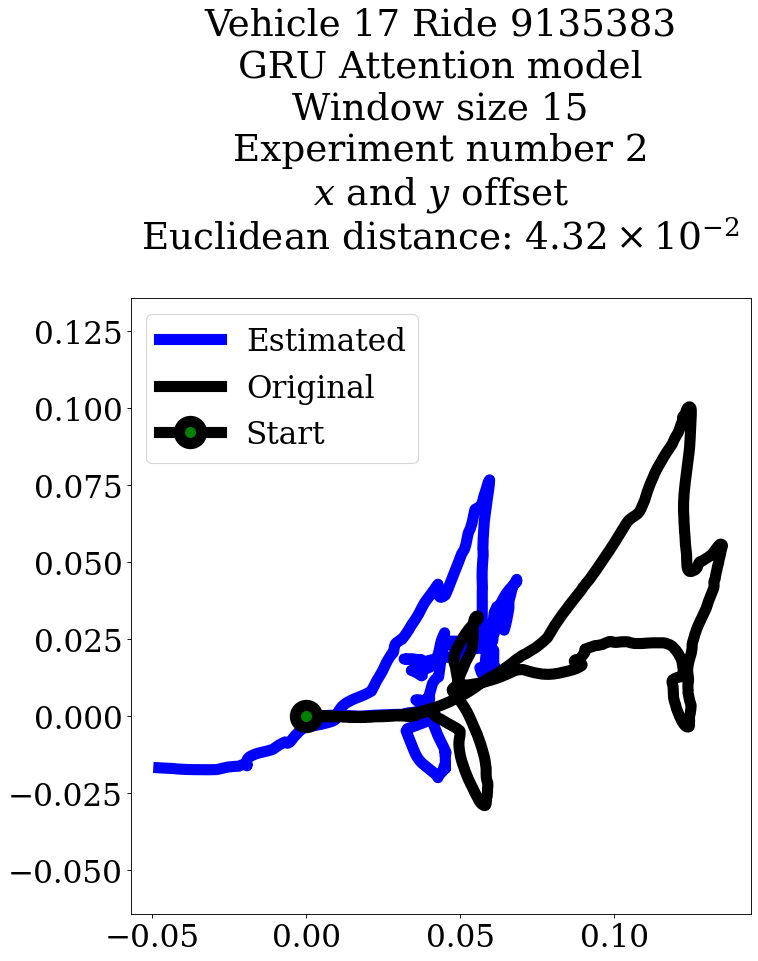 Vehicle 17 Ride 9135383
GRU Attention model
Window size 15
Experiment number 2
x and y offset
Euclidean distance: 4.32 × 10⁻²
Estimated
Original
Start
0.125
0.100
0.075
0.050
0.025
0.000
−0.025
−0.050
−0.05 0.00 0.05 0.10